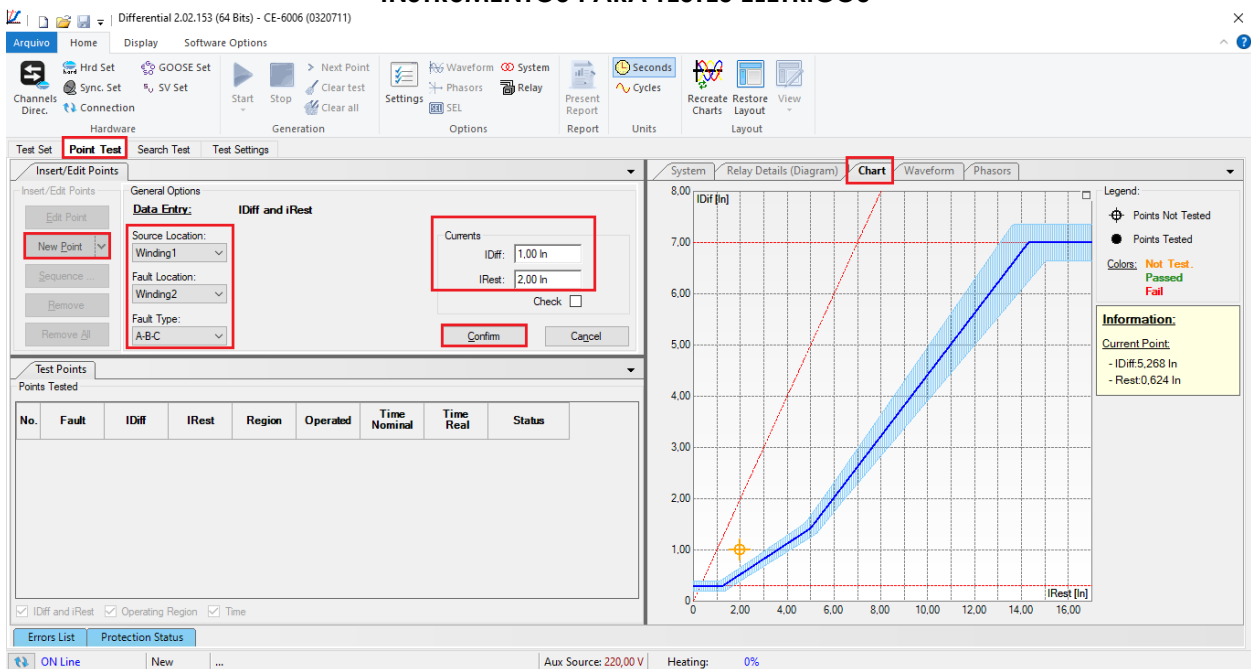 INSTRUMENTOS PARA TESTES ELÉTRICOS
Differential 2.02.153 (64 Bits) - CE-6006 (0320711)
Arquivo Home Display Software Options
Channels Direc.
Hrd Set
Sync. Set
Connection
GOOSE Set
SV Set
Hardware
Start
Stop
Next Point
Clear test
Clear all
Generation
Settings
Waveform
Phasors
SEL
System
Relay
Options
Present Report
Report
Seconds
Cycles
Units
Recreate Charts
Restore Layout
View
Layout
Test Set Point Test Search Test Test Settings
Insert/Edit Points
Insert/Edit Points
Edit Point
New Point
Sequence ...
Remove
Remove All
General Options
Data Entry: IDiff and iRest
Source Location:
Winding1
Fault Location:
Winding2
Fault Type:
A-B-C
Currents
IDiff: 1,00 In
IRest: 2,00 In
Check
Confirm Cancel
Test Points
Points Tested
No. Fault IDiff IRest Region Operated Time Nominal Time Real Status
IDiff and iRest Operating Region Time
Errors List Protection Status
ON Line New ... Aux Source: 220,00 V Heating: 0%
System Relay Details (Diagram) Chart Waveform Phasors
IDif [In]
8,00
7,00
6,00
5,00
4,00
3,00
2,00
1,00
0
0 2,00 4,00 6,00 8,00 10,00 12,00 14,00 16,00
IRest [In]
Legend:
Points Not Tested
Points Tested
Colors: Not Test.
Passed
Fail
Information:
Current Point:
- IDiff:5,268 In
- Rest:0,624 In